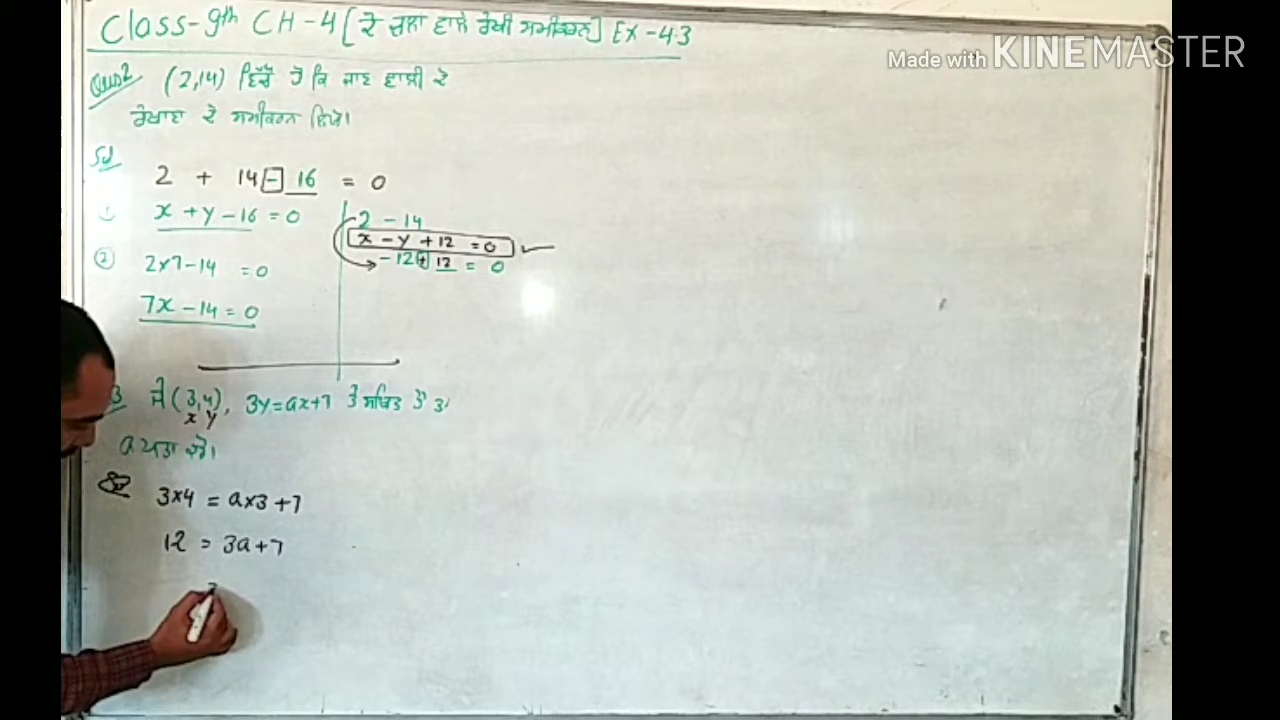 Class-9th CH-4 [ਦੋ ਚਲਾਂ ਵਾਲੇ ਰੇਖੀ ਸਮੀਕਰਨ] Ex-4.3
Made with KINEMASTER
Ques2 (2,14) ਵਿੱਚੋਂ ਹੋ ਕਿ ਜਾਣ ਵਾਲੀ ਦੋ
ਰੇਖਾਵਾਂ ਦੇ ਸਮੀਕਰਨ ਲਿਖੋ।
Sol
2 + 14 - 16 = 0
1 x + y - 16 = 0
2 - 14
x - y + 12 = 0
-12 + 12 = 0
② 2x7-14 = 0
7x - 14 = 0
3 ਜੇ (3,4), 3y = ax+7 ਤੇ ਸਥਿਤ ਹੈ ਤਾਂ
x y
a ਪਤਾ ਕਰੋ।
Sol
3x4 = ax3 + 7
12 = 3a + 7